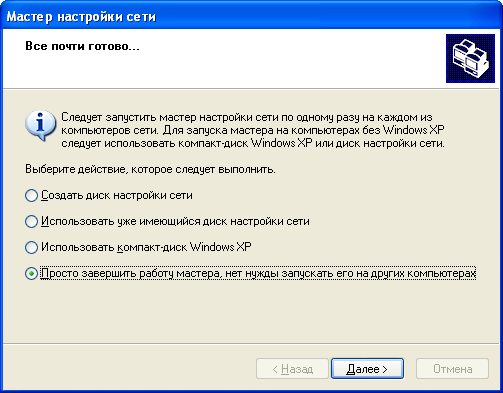 Мастер настройки сети
Все почти готово...
Следует запустить мастер настройки сети по одному разу на каждом из
компьютеров сети. Для запуска мастера на компьютерах без Windows XP
следует использовать компакт-диск Windows XP или диск настройки сети.
Выберите действие, которое следует выполнить.
Создать диск настройки сети
Использовать уже имеющийся диск настройки сети
Использовать компакт-диск Windows XP
Просто завершить работу мастера, нет нужды запускать его на других компьютерах
< Назад
Далее >
Отмена